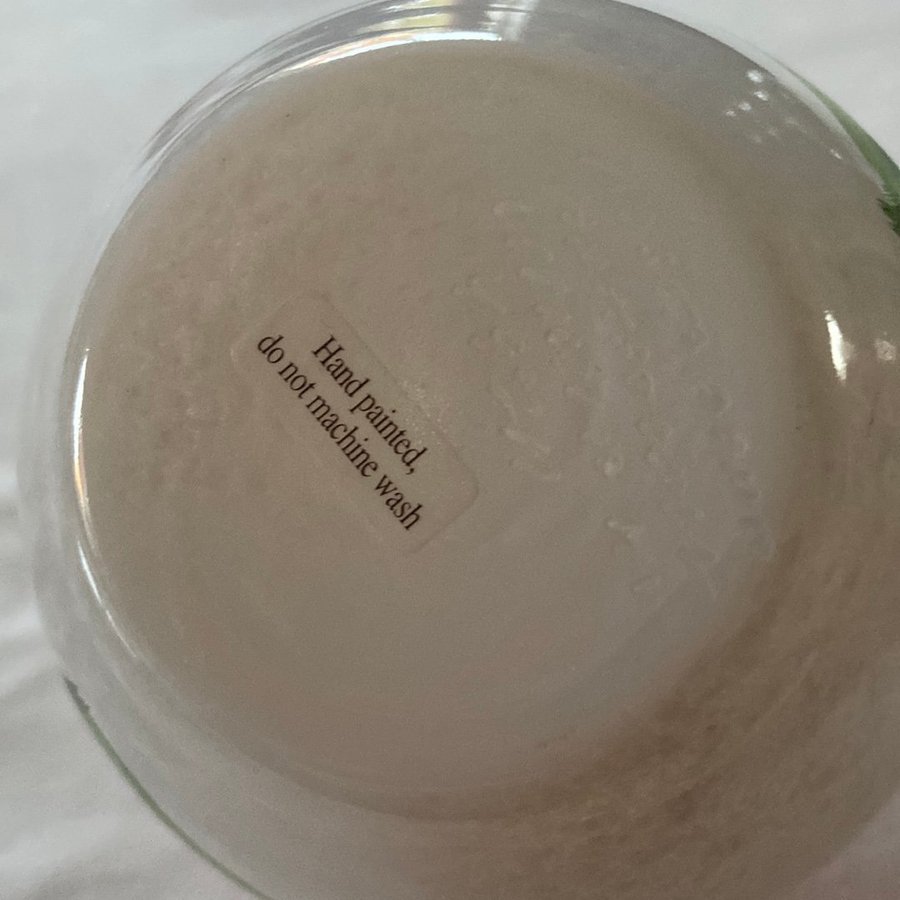 Hand painted,
do not machine wash